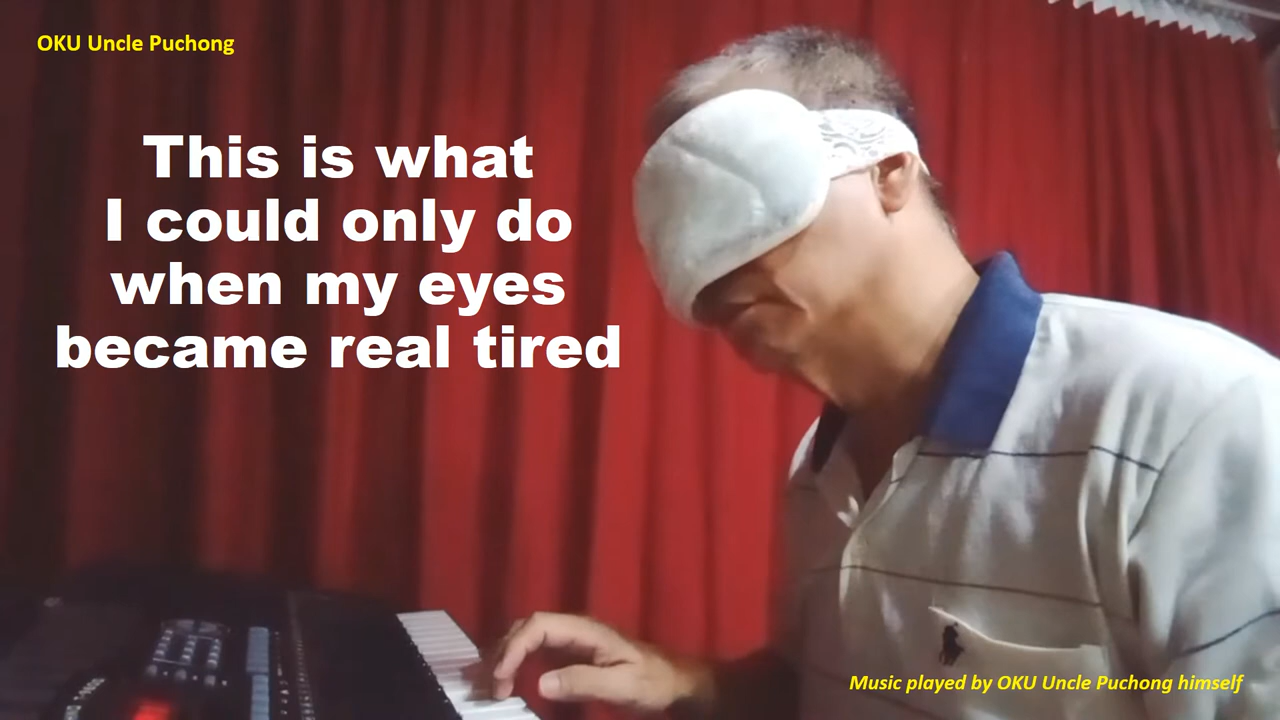 OKU Uncle Puchong
This is what
I could only do
when my eyes
became real tired
Music played by OKU Uncle Puchong himself